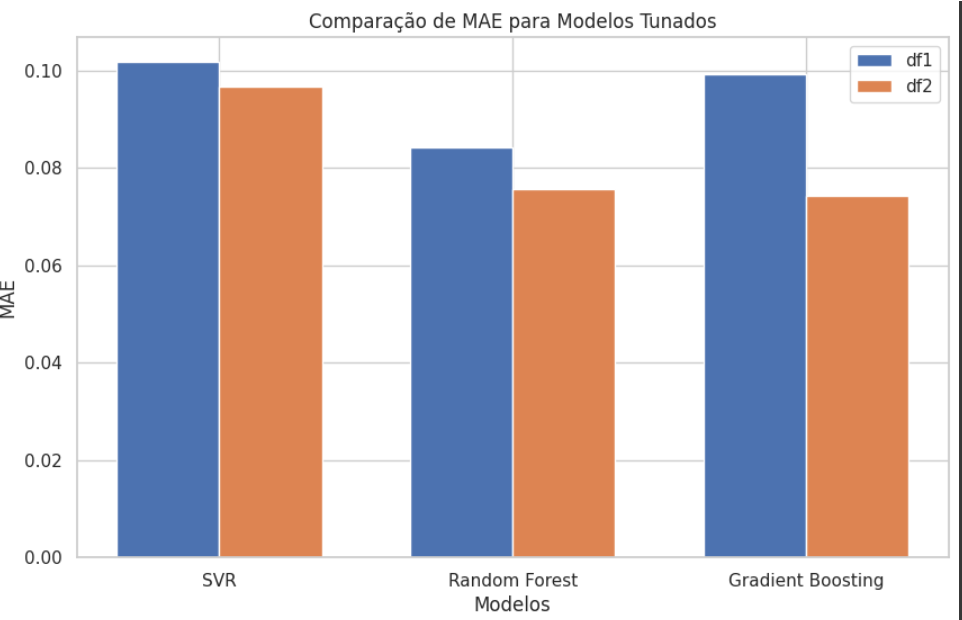 Comparação de MAE para Modelos Tunados
df1
df2
MAE
0.10
0.08
0.06
0.04
0.02
0.00
SVR
Random Forest
Gradient Boosting
Modelos